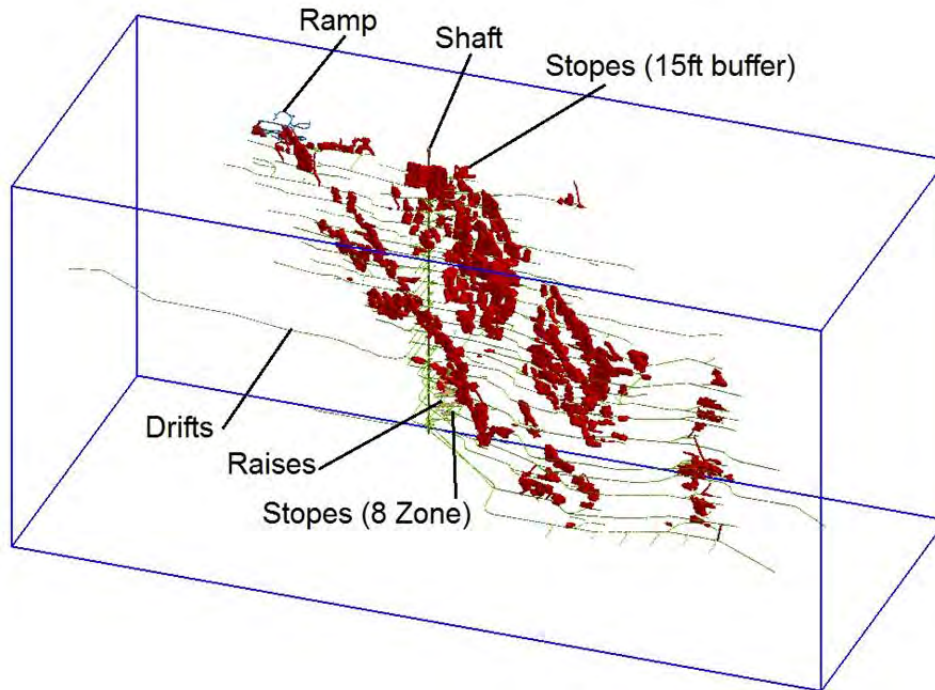 Ramp
Shaft
Stopes (15ft buffer)
Drifts
Raises
Stopes (8 Zone)